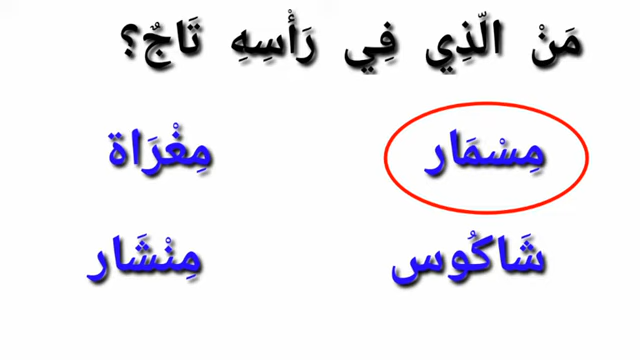 مَنْ الَّذِي فِي رَأْسِهِ تَاجٌ؟
مِسْمَار مِغْرَاة
شَاكُوس مِنْشَار